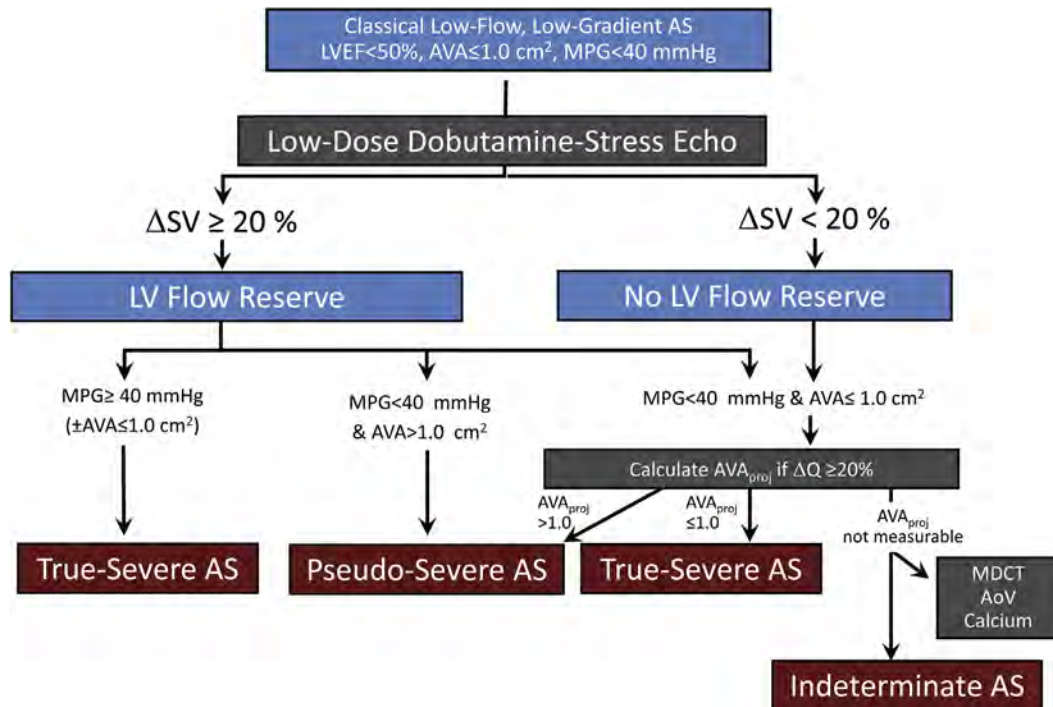 Classical Low-Flow, Low-Gradient AS
LVEF<50%, AVA≤1.0 cm², MPG<40 mmHg
Low-Dose Dobutamine-Stress Echo
ΔSV ≥ 20 %
ΔSV < 20 %
LV Flow Reserve
No LV Flow Reserve
MPG≥ 40 mmHg
(±AVA≤1.0 cm²)
MPG<40 mmHg
& AVA>1.0 cm²
MPG<40 mmHg & AVA≤ 1.0 cm²
Calculate AVAproj if ΔQ ≥20%
AVAproj
>1.0
AVAproj
≤1.0
AVAproj
not measurable
True-Severe AS
Pseudo-Severe AS
True-Severe AS
MDCT
AoV
Calcium
Indeterminate AS